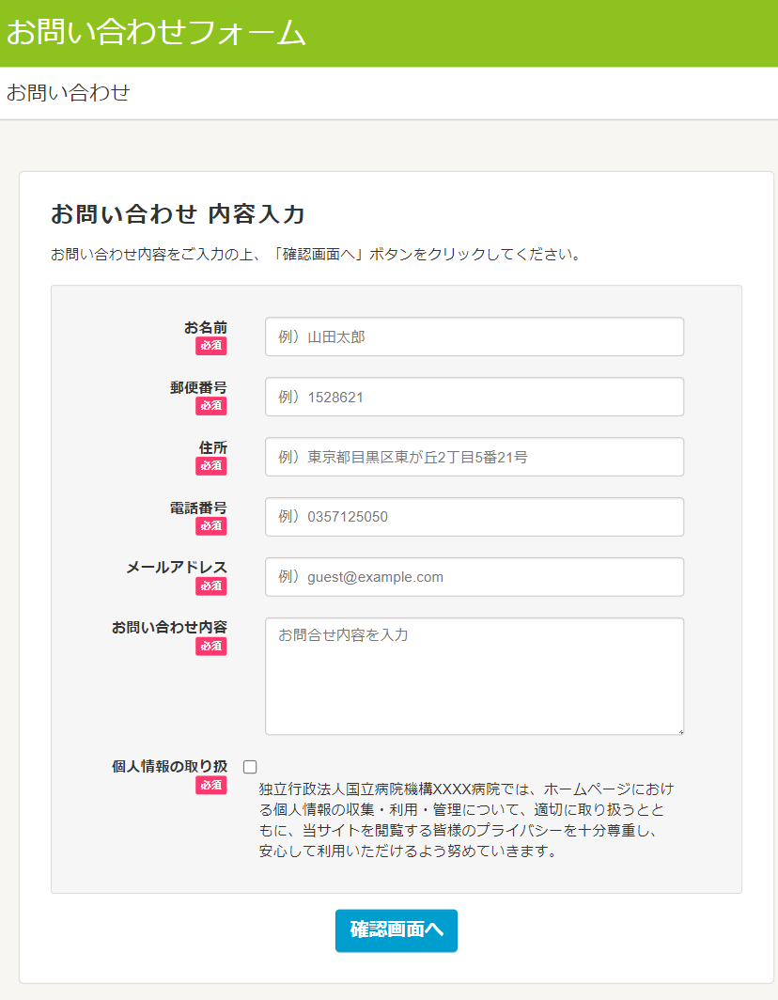 お問い合わせフォーム
お問い合わせ
お問い合わせ 内容入力
お問い合わせ内容をご入力の上、「確認画面へ」ボタンをクリックしてください。
お名前
必須
例）山田太郎
郵便番号
必須
例）1528621
住所
必須
例）東京都目黒区東が丘2丁目5番21号
電話番号
必須
例）0357125050
メールアドレス
必須
例）guest@example.com
お問い合わせ内容
必須
お問合せ内容を入力
個人情報の取り扱
必須
独立行政法人国立病院機構XXXX病院では、ホームページにおけ
る個人情報の収集・利用・管理について、適切に取り扱うとと
もに、当サイトを閲覧する皆様のプライバシーを十分尊重し、
安心して利用いただけるよう努めていきます。
確認画面へ